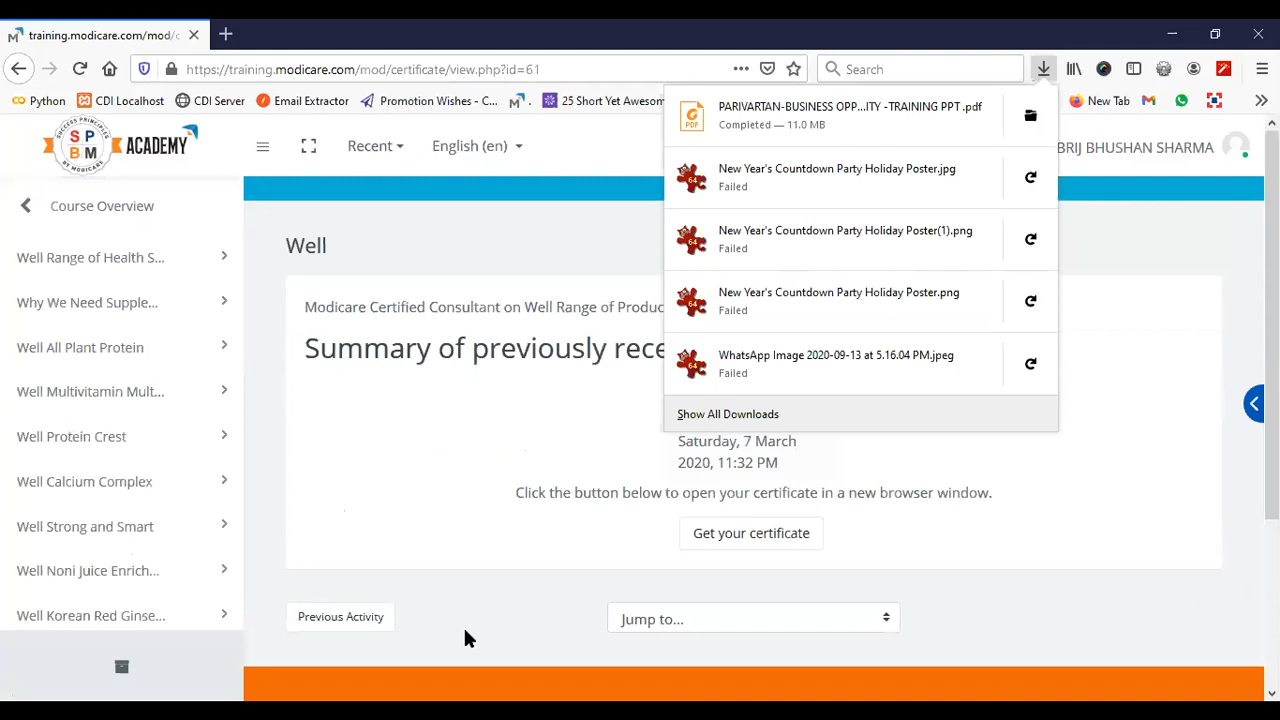 training.modicare.com/mod/c
https://training.modicare.com/mod/certificate/view.php?id=61
Search
Python
CDI Localhost
CDI Server
Email Extractor
Promotion Wishes - C...
.
25 Short Yet Awesom
New Tab
SUCCESS PRINCIPLES
S P
B M
BY MODICARE
ACADEMY
Recent
English (en)
BRIJ BHUSHAN SHARMA
PARIVARTAN-BUSINESS OPP...ITY -TRAINING PPT .pdf
Completed — 11.0 MB
New Year's Countdown Party Holiday Poster.jpg
Failed
New Year's Countdown Party Holiday Poster(1).png
Failed
New Year's Countdown Party Holiday Poster.png
Failed
WhatsApp Image 2020-09-13 at 5.16.04 PM.jpeg
Failed
Show All Downloads
Course Overview
Well Range of Health S...
Why We Need Supple...
Well All Plant Protein
Well Multivitamin Mult...
Well Protein Crest
Well Calcium Complex
Well Strong and Smart
Well Noni Juice Enrich...
Well Korean Red Ginse...
Well
Modicare Certified Consultant on Well Range of Produc
Summary of previously rece
Saturday, 7 March
2020, 11:32 PM
Click the button below to open your certificate in a new browser window.
Get your certificate
Previous Activity
Jump to...